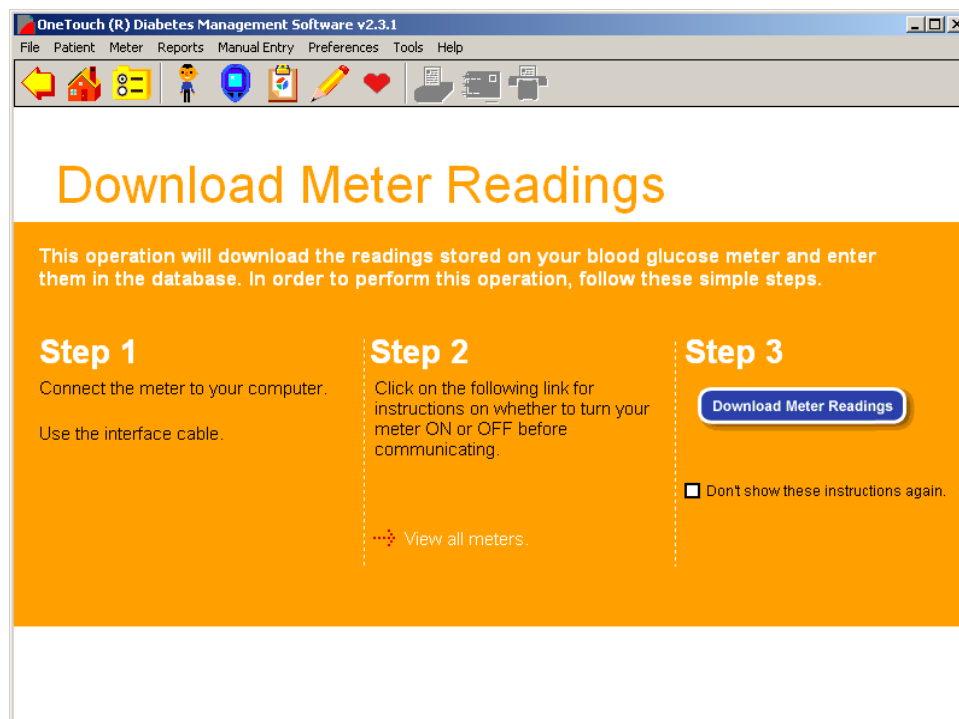 OneTouch (R) Diabetes Management Software v2.3.1
File Patient Meter Reports Manual Entry Preferences Tools Help
Download Meter Readings
This operation will download the readings stored on your blood glucose meter and enter
them in the database. In order to perform this operation, follow these simple steps.
Step 1
Connect the meter to your computer.
Use the interface cable.
Step 2
Click on the following link for
instructions on whether to turn your
meter ON or OFF before
communicating.
View all meters.
Step 3
Download Meter Readings
Don't show these instructions again.